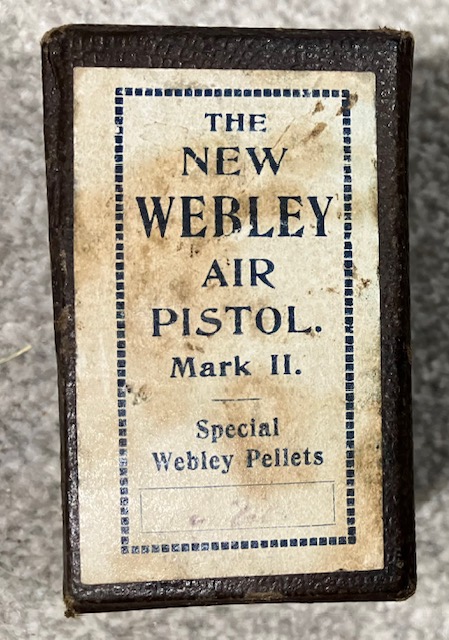 THE
NEW
WEBLEY
AIR
PISTOL.
Mark II.
Special
Webley Pellets